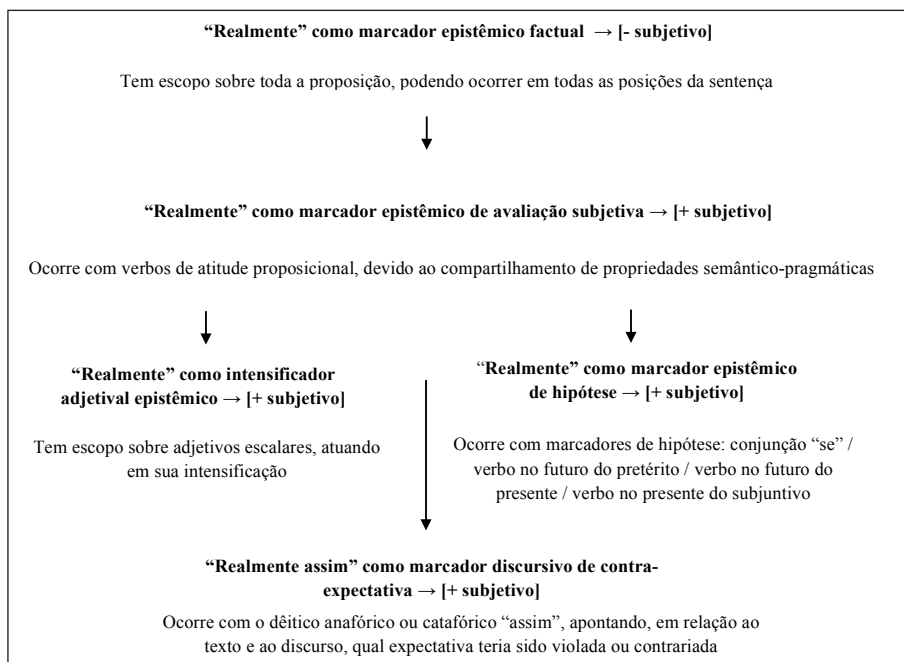 “Realmente” como marcador epistêmico factual → [- subjetivo]
Tem escopo sobre toda a proposição, podendo ocorrer em todas as posições da sentença
“Realmente” como marcador epistêmico de avaliação subjetiva → [+ subjetivo]
Ocorre com verbos de atitude proposicional, devido ao compartilhamento de propriedades semântico-pragmáticas
“Realmente” como intensificador
adjetival epistêmico → [+ subjetivo]
Tem escopo sobre adjetivos escalares, atuando
em sua intensificação
“Realmente” como marcador epistêmico
de hipótese → [+ subjetivo]
Ocorre com marcadores de hipótese: conjunção “se” /
verbo no futuro do pretérito / verbo no futuro do
presente / verbo no presente do subjuntivo
“Realmente assim” como marcador discursivo de contra-
expectativa → [+ subjetivo]
Ocorre com o dêitico anafórico ou catafórico “assim”, apontando, em relação ao
texto e ao discurso, qual expectativa teria sido violada ou contrariada